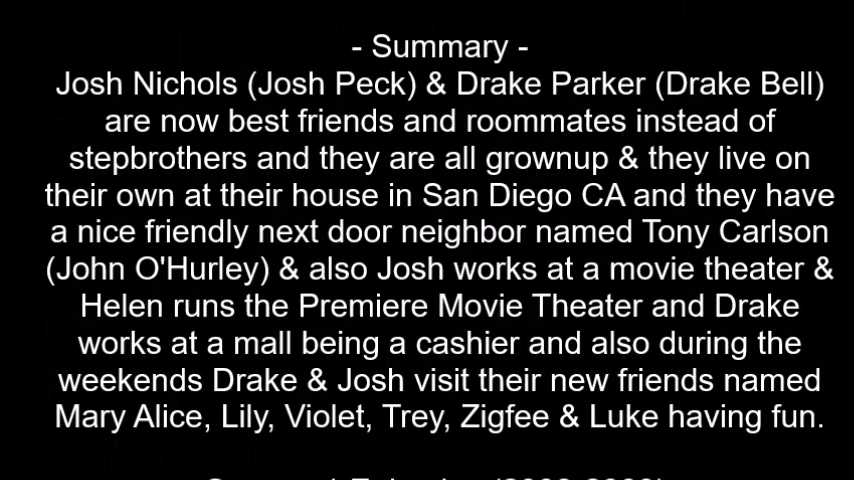 - Summary -
Josh Nichols (Josh Peck) & Drake Parker (Drake Bell)
are now best friends and roommates instead of
stepbrothers and they are all grownup & they live on
their own at their house in San Diego CA and they have
a nice friendly next door neighbor named Tony Carlson
(John O'Hurley) & also Josh works at a movie theater &
Helen runs the Premiere Movie Theater and Drake
works at a mall being a cashier and also during the
weekends Drake & Josh visit their new friends named
Mary Alice, Lily, Violet, Trey, Zigfee & Luke having fun.